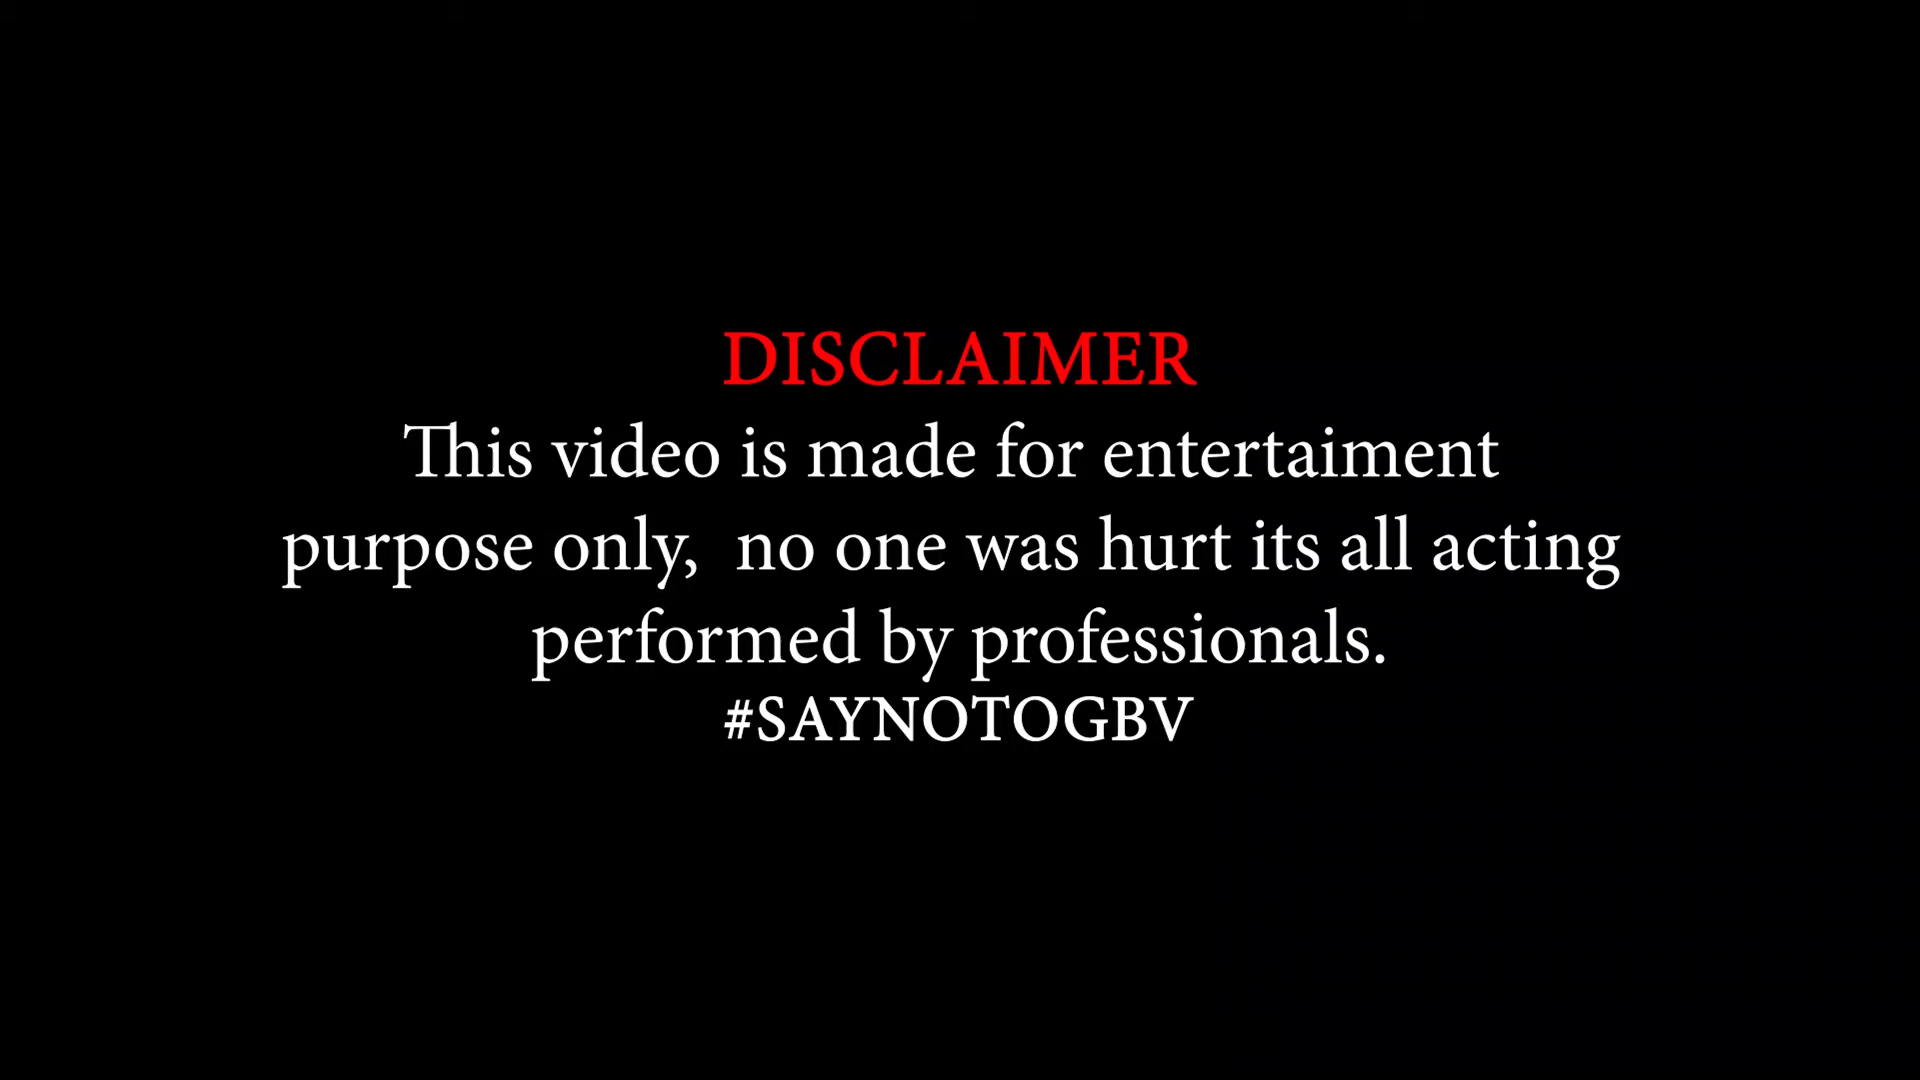 DISCLAIMER
This video is made for entertaiment
purpose only,  no one was hurt its all acting
performed by professionals.
#SAYNOTOGBV